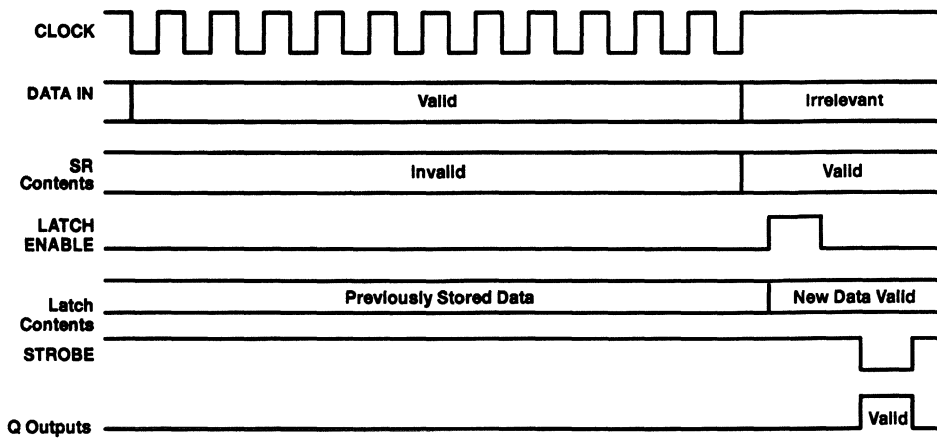 CLOCK
DATA IN
Valid
Irrelevant
SR
Contents
Invalid
Valid
LATCH
ENABLE
Latch
Contents
Previously Stored Data
New Data Valid
STROBE
Q Outputs
Valid